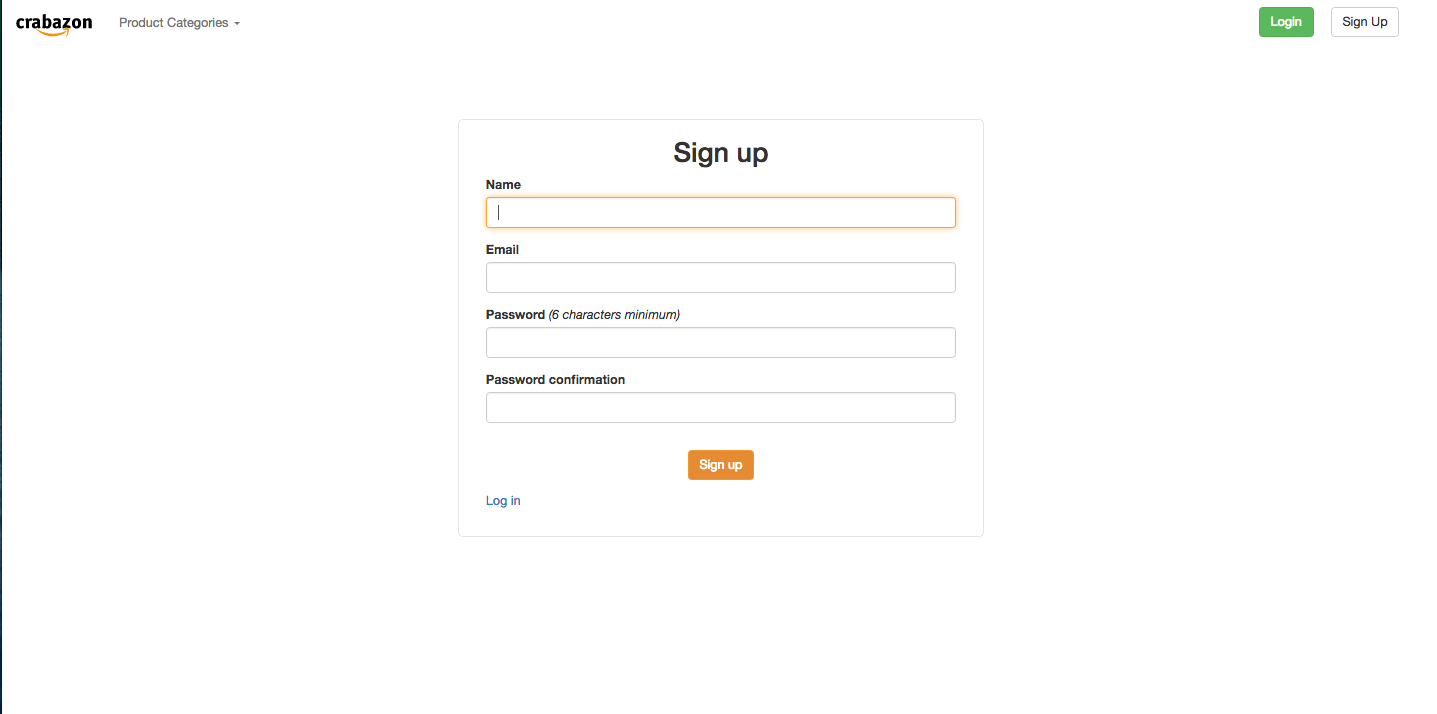 crabazon Product Categories Login Sign Up
Sign up
Name
Email
Password (6 characters minimum)
Password confirmation
Sign up
Log in